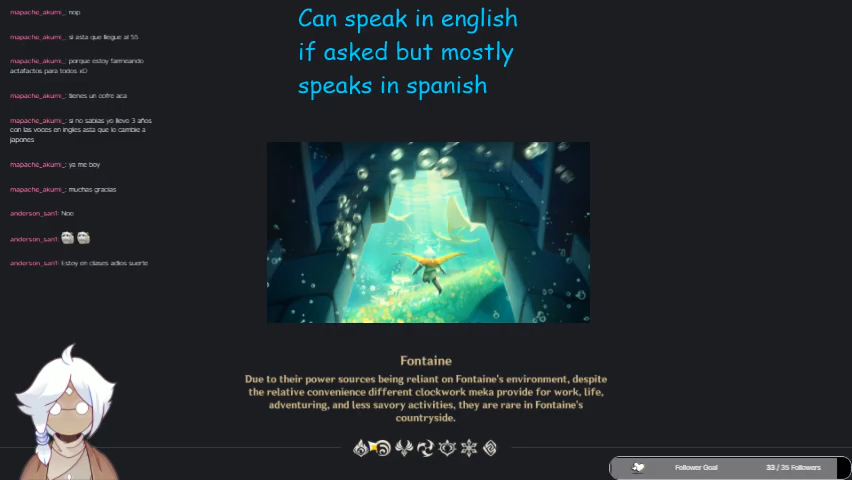 mapache_akumi_: nop
mapache_akumi_: si asta que llegue al 55
mapache_akumi_: porque estoy farmeando
actafactos para todos xD
mapache_akumi_: tienes un cofre aca
mapache_akumi_: si no sabias yo llevo 3 años
con las voces en ingles asta que lo cambie a
japones
mapache_akumi_: ya me boy
mapache_akumi_: muchas gracias
anderson_san1: Noo
anderson_san1:
anderson_san1: Estoy en clases adios suerte
Can speak in english
if asked but mostly
speaks in spanish
Fontaine
Due to their power sources being reliant on Fontaine's environment, despite
the relative convenience different clockwork meka provide for work, life,
adventuring, and less savory activities, they are rare in Fontaine's
countryside.
Follower Goal
33 / 35 Followers